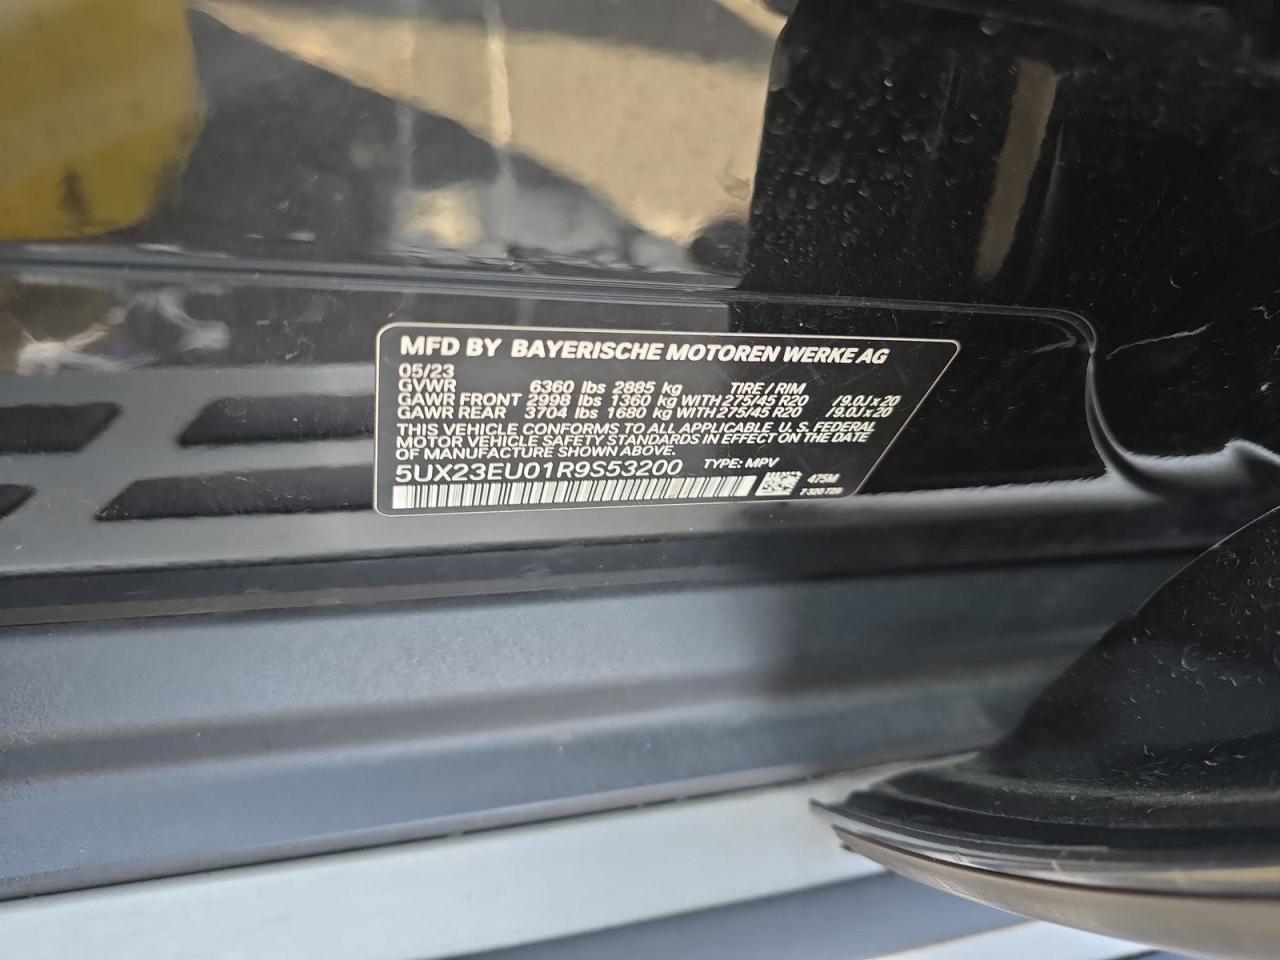 MFD BY BAYERISCHE MOTOREN WERKE AG
05/23
GVWR 6360 lbs 2885 kg TIRE / RIM
GAWR FRONT 2998 lbs 1360 kg WITH 275/45 R20 /9.0J x 20
GAWR REAR 3704 lbs 1680 kg WITH 275/45 R20 /9.0J x 20
THIS VEHICLE CONFORMS TO ALL APPLICABLE U. S. FEDERAL
MOTOR VEHICLE SAFETY STANDARDS IN EFFECT ON THE DATE
OF MANUFACTURE SHOWN ABOVE.
5UX23EU01R9S53200 TYPE: MPV
475M
7 320 726